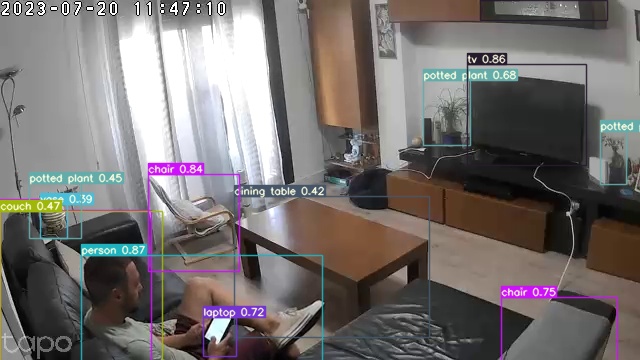 2023-07-20 11:47:10
tv 0.86
potted plant 0.68
potted
chair 0.84
potted plant 0.45
vase 0.39
dining table 0.42
couch 0.47
person 0.87
chair 0.75
laptop 0.72
tapo